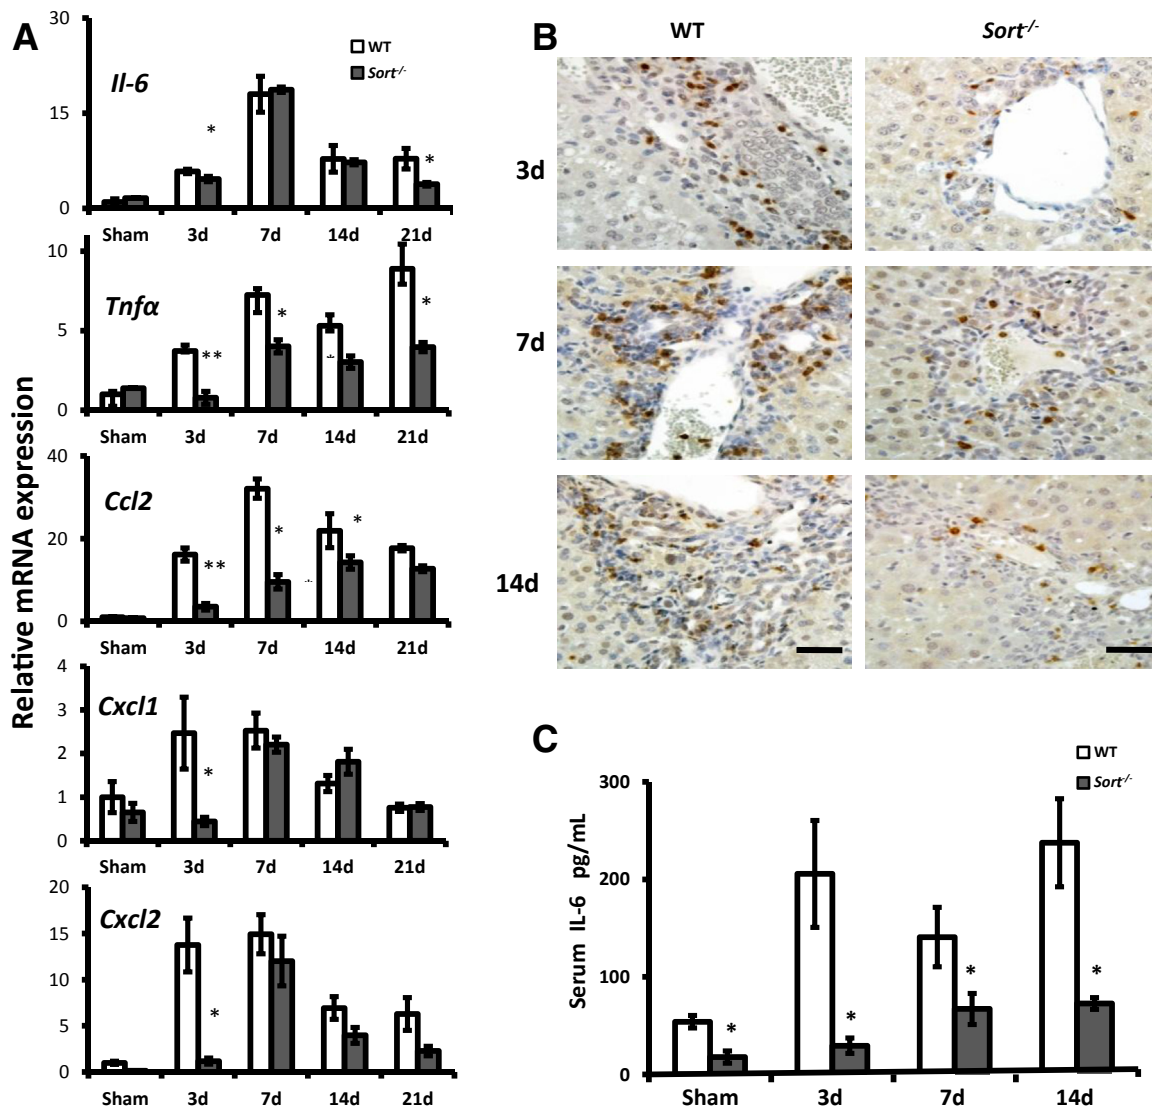 A
Relative mRNA expression
30
15
0
Il-6
WT
Sort-/-
*
*
Sham 3d 7d 14d 21d
10
5
0
Tnfα
**
*
*
*
Sham 3d 7d 14d 21d
40
20
0
Ccl2
**
*
*
*
Sham 3d 7d 14d 21d
4
3
2
1
0
Cxcl1
*
Sham 3d 7d 14d 21d
20
15
10
5
0
Cxcl2
*
Sham 3d 7d 14d 21d
B
WT Sort-/-
3d
7d
14d
C
WT
Sort-/-
Serum IL-6 pg/mL
300
200
100
0
* * * *
Sham 3d 7d 14d